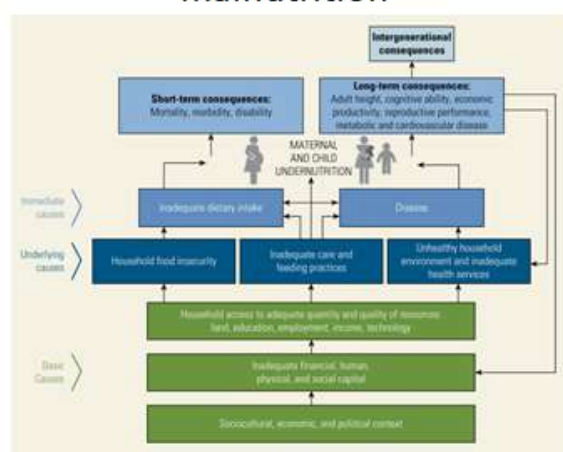 malnutrition
Intergenerational
consequences
Short-term consequences:
Mortality, morbidity, disability
Long-term consequences:
Adult height, cognitive ability, economic
productivity, reproductive performance,
metabolic and cardiovascular disease
MATERNAL
AND CHILD
UNDERNUTRITION
Immediate
causes
Inadequate dietary intake
Disease
Underlying
causes
Household food insecurity
Inadequate care and
feeding practices
Unhealthy household
environment and inadequate
health services
Household access to adequate quantity and quality of resources:
land, education, employment, income, technology
Basic
Causes
Inadequate financial, human,
physical, and social capital
Sociocultural, economic, and political context